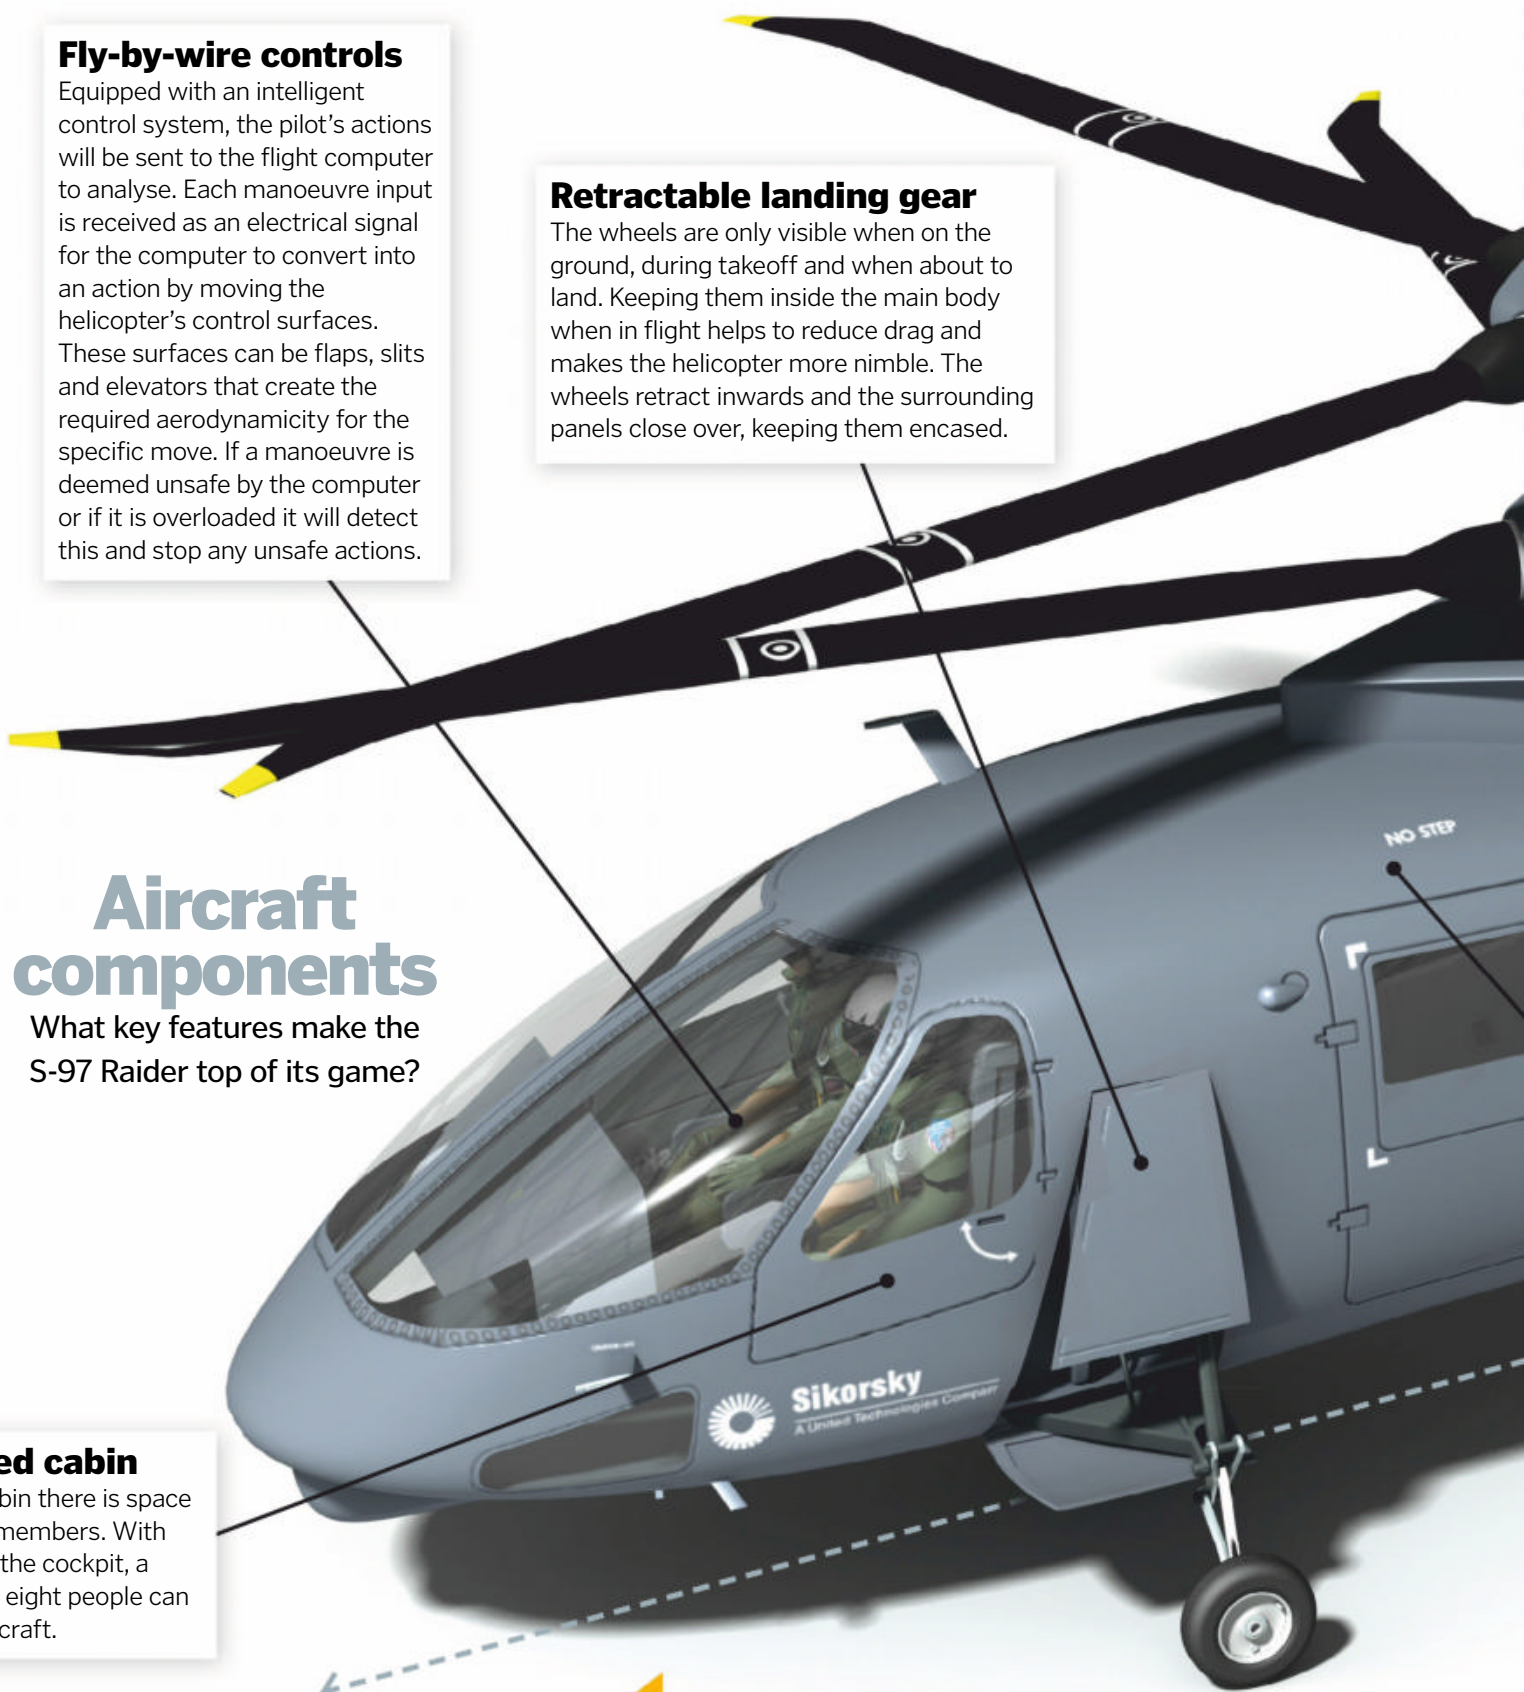 Fly-by-wire controls
Equipped with an intelligent
control system, the pilot's actions
will be sent to the flight computer
to analyse. Each manoeuvre input
is received as an electrical signal
for the computer to convert into
an action by moving the
helicopter's control surfaces.
These surfaces can be flaps, slits
and elevators that create the
required aerodynamicity for the
specific move. If a manoeuvre is
deemed unsafe by the computer
or if it is overloaded it will detect
this and stop any unsafe actions.
Retractable landing gear
The wheels are only visible when on the
ground, during takeoff and when about to
land. Keeping them inside the main body
when in flight helps to reduce drag and
makes the helicopter more nimble. The
wheels retract inwards and the surrounding
panels close over, keeping them encased.
NO STEP
Aircraft
components
What key features make the
S-97 Raider top of its game?
Sikorsky
A United Technologies Company
ed cabin
bin there is space
members. With
the cockpit, a
eight people can
craft.